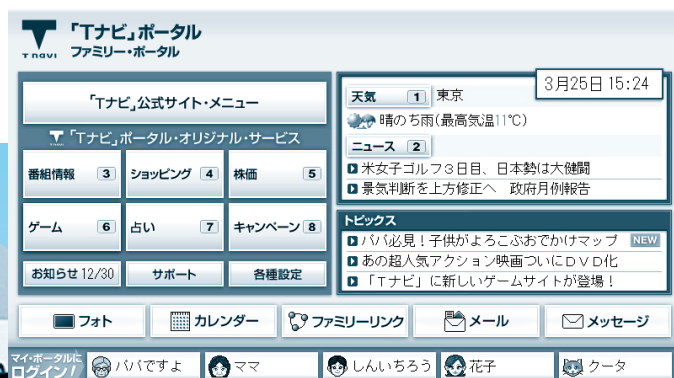 T navi
「Tナビ」ポータル
ファミリー・ポータル
3月25日 15:24
「Tナビ」公式サイト・メニュー
「Tナビ」ポータル・オリジナル・サービス
番組情報 3
ショッピング 4
株価 5
ゲーム 6
占い 7
キャンペーン 8
お知らせ 12/30
サポート
各種設定
天気 1 東京
晴のち雨(最高気温11℃)
ニュース 2
米女子ゴルフ3日目、日本勢は大健闘
景気判断を上方修正へ 政府月例報告
トピックス
パパ必見!子供がよろこぶおでかけマップ NEW
あの超人気アクション映画ついにDVD化
「Tナビ」に新しいゲームサイトが登場!
フォト
カレンダー
ファミリーリンク
メール
メッセージ
マイ・ポータルに
ログイン!
パパですよ
ママ
しんいちろう
花子
クータ